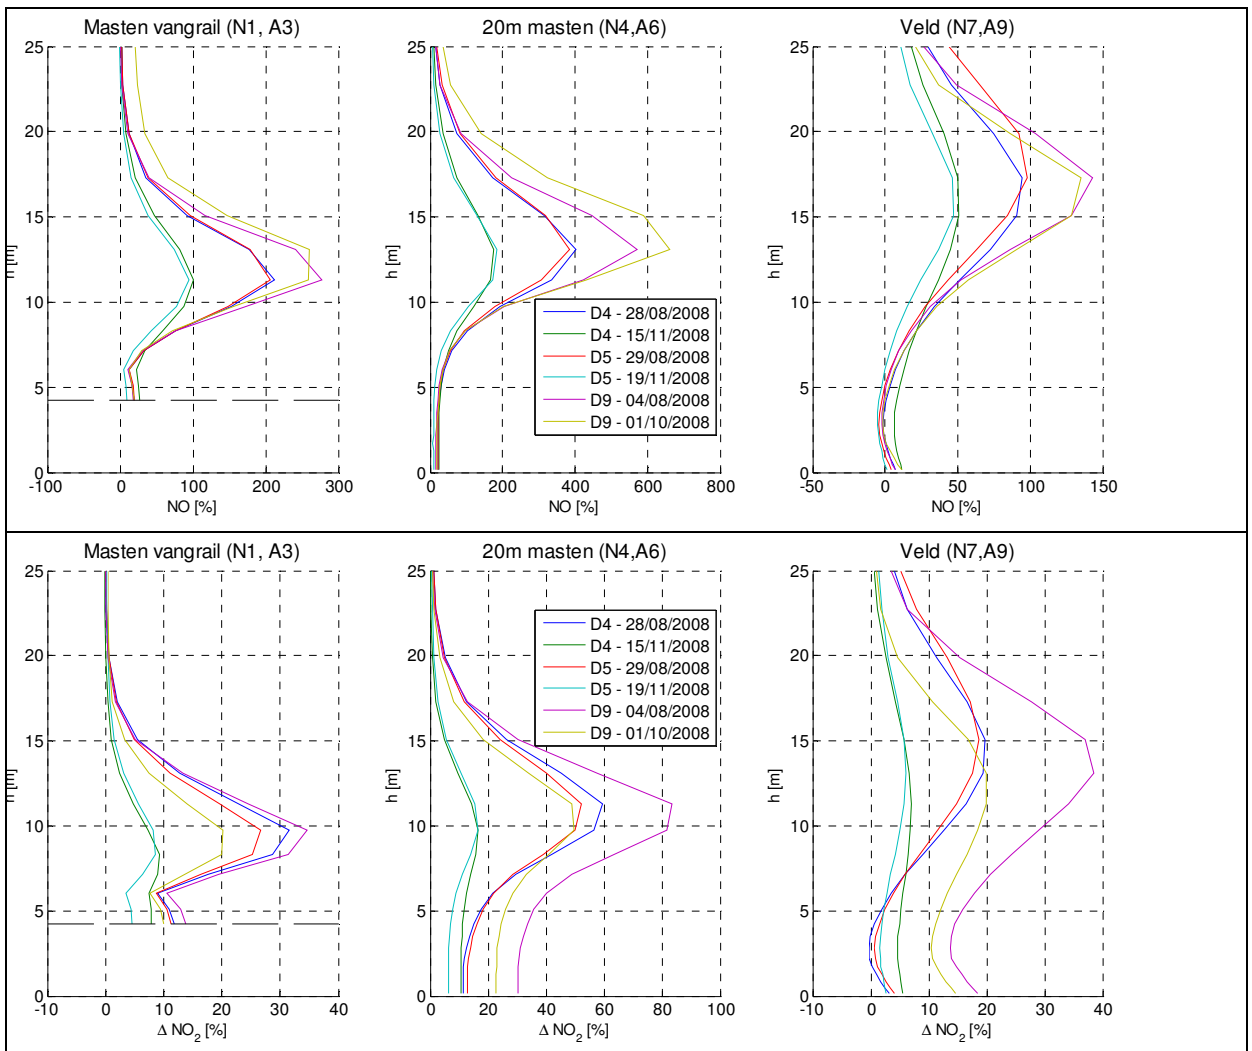 Masten vangrail (N1, A3)
25
20
15
10
5
0
h [m]
-100 0 100 200 300
NO [%]
20m masten (N4,A6)
25
20
15
10
5
0
h [m]
D4 - 28/08/2008
D4 - 15/11/2008
D5 - 29/08/2008
D5 - 19/11/2008
D9 - 04/08/2008
D9 - 01/10/2008
0 200 400 600 800
NO [%]
Veld (N7,A9)
25
20
15
10
5
0
h [m]
-50 0 50 100 150
NO [%]
Masten vangrail (N1, A3)
25
20
15
10
5
0
h [m]
-10 0 10 20 30 40
Δ NO₂ [%]
20m masten (N4,A6)
25
20
15
10
5
0
h [m]
D4 - 28/08/2008
D4 - 15/11/2008
D5 - 29/08/2008
D5 - 19/11/2008
D9 - 04/08/2008
D9 - 01/10/2008
0 20 40 60 80 100
Δ NO₂ [%]
Veld (N7,A9)
25
20
15
10
5
0
h [m]
-10 0 10 20 30 40
Δ NO₂ [%]